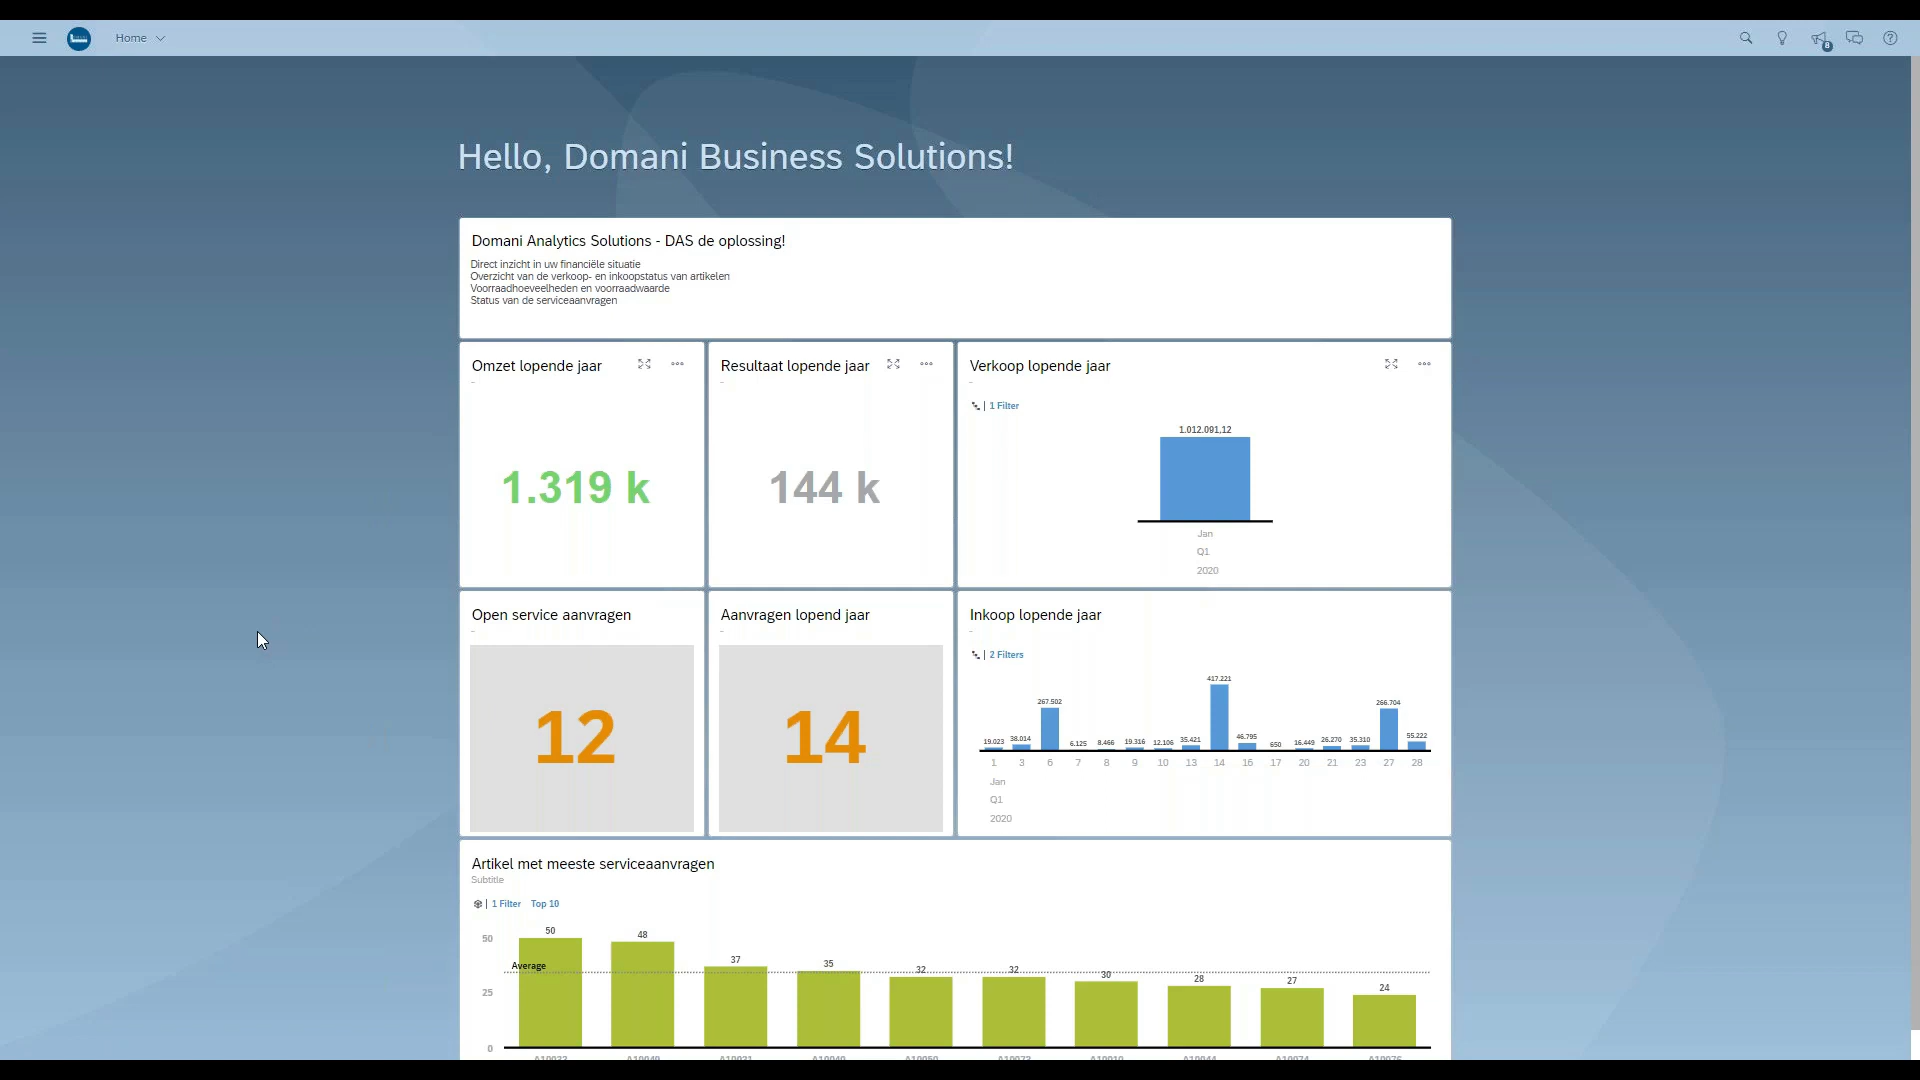 Home
8
Hello, Domani Business Solutions!
Domani Analytics Solutions - DAS de oplossing!
Direct inzicht in uw financiële situatie
Overzicht van de verkoop- en inkoopstatus van artikelen
Voorraadhoeveelheden en voorraadwaarde
Status van de serviceaanvragen
Omzet lopende jaar
-
1.319 k
Resultaat lopende jaar
-
144 k
Verkoop lopende jaar
-
1 Filter
1.012.091,12
Jan
Q1
2020
Open service aanvragen
-
12
Aanvragen lopend jaar
-
14
Inkoop lopende jaar
-
2 Filters
19.023 38.014 267.502 6.125 8.466 19.316 12.106 35.421 417.221 46.795 650 16.449 26.270 35.310 266.704 55.222
1 3 6 7 8 9 10 13 14 16 17 20 21 23 27 28
Jan
Q1
2020
Artikel met meeste serviceaanvragen
Subtitle
1 Filter Top 10
50 48 37 35 32 32 30 28 27 24
Average
50
25
0